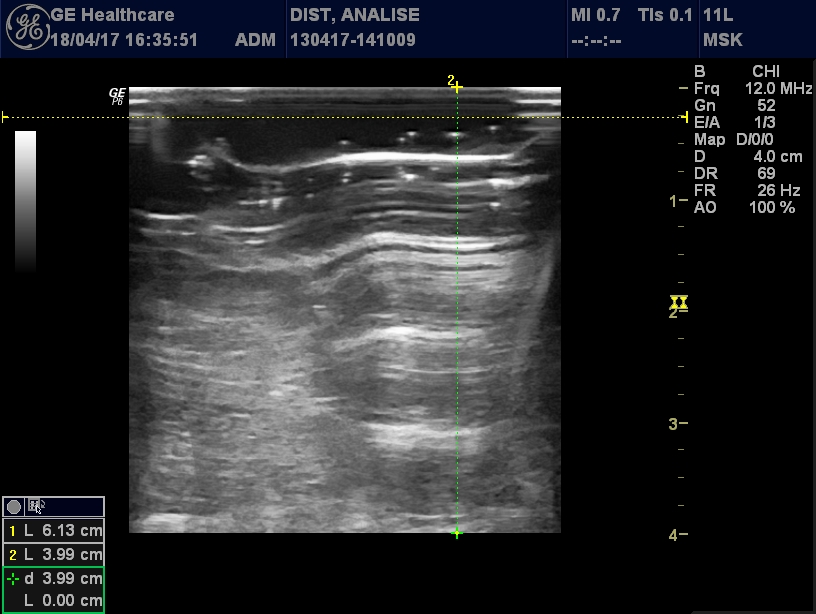 GE Healthcare
18/04/17 16:35:51 ADM
DIST, ANALISE
130417-141009
MI 0.7 TIs 0.1
--:--:--
11L
MSK
GE
P6
2
B CHI
Frq 12.0 MHz
Gn 52
E/A 1/3
Map D/0/0
D 4.0 cm
DR 69
FR 26 Hz
AO 100 %
1
2
3
4
1 L 6.13 cm
2 L 3.99 cm
d 3.99 cm
L 0.00 cm